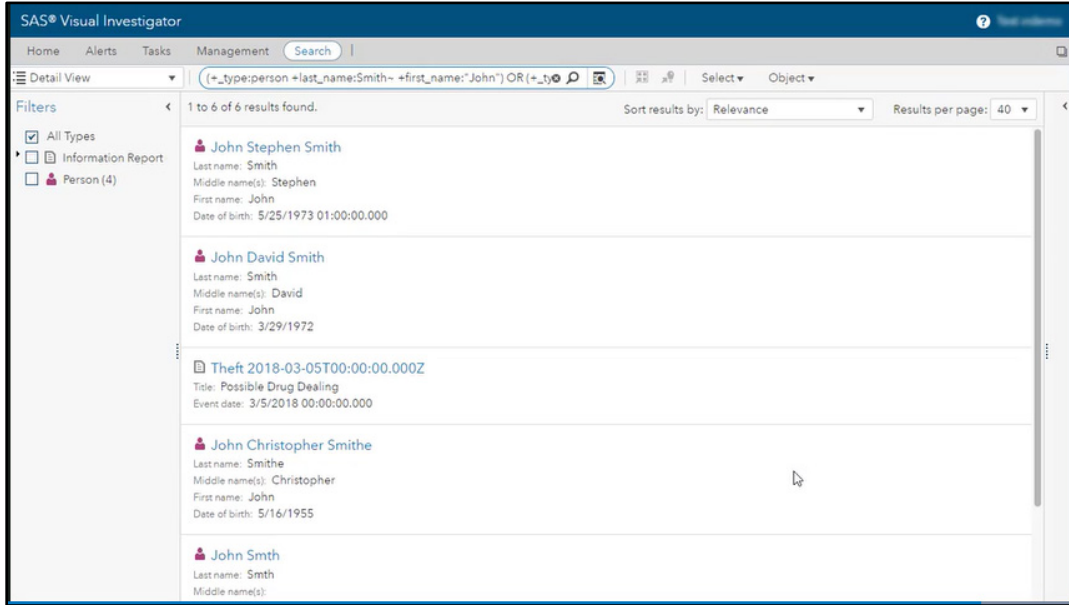 SAS® Visual Investigator
Home Alerts Tasks Management Search
Detail View (+_type:person +last_name:Smith~ +first_name:"John") OR (+_ty Select Object
Filters 1 to 6 of 6 results found. Sort results by: Relevance Results per page: 40
All Types
Information Report
Person (4)
John Stephen Smith
Last name: Smith
Middle name(s): Stephen
First name: John
Date of birth: 5/25/1973 01:00:00.000
John David Smith
Last name: Smith
Middle name(s): David
First name: John
Date of birth: 3/29/1972
Theft 2018-03-05T00:00:00.000Z
Title: Possible Drug Dealing
Event date: 3/5/2018 00:00:00.000
John Christopher Smithe
Last name: Smithe
Middle name(s): Christopher
First name: John
Date of birth: 5/16/1955
John Smth
Last name: Smth
Middle name(s):